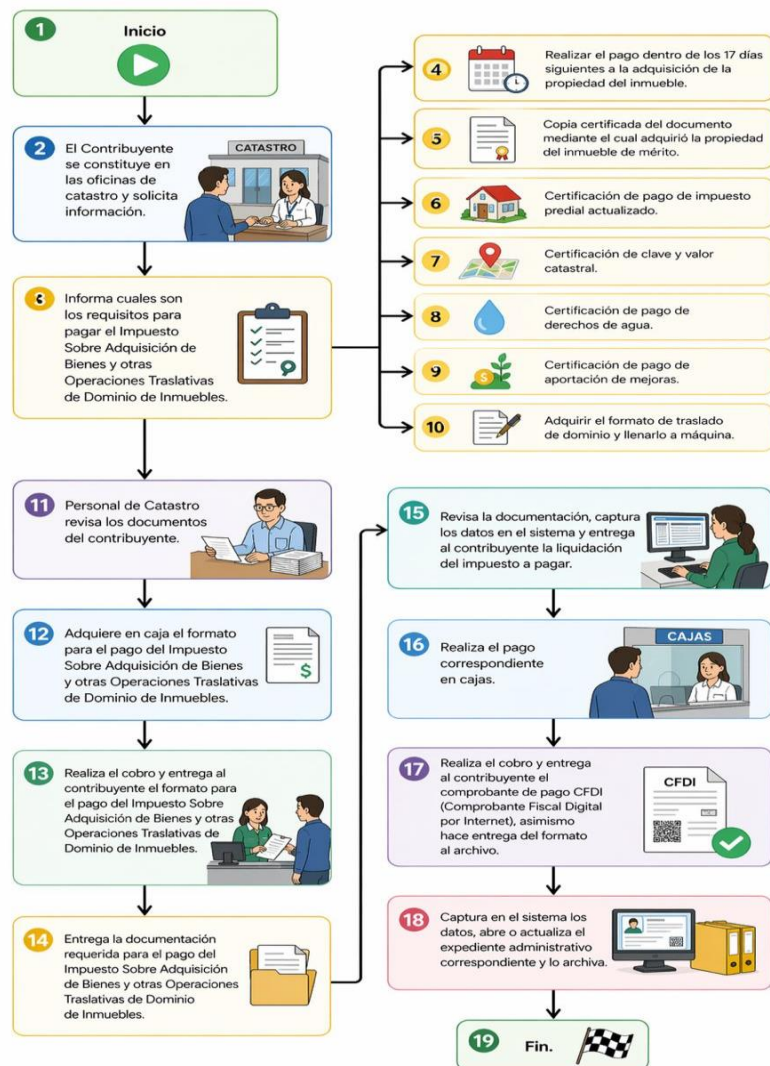 1
Inicio
2
El Contribuyente
se constituye en
las oficinas de
catastro y solicita
información.
CATASTRO
3
Informa cuales son
los requisitos para
pagar el Impuesto
Sobre Adquisición de
Bienes y otras
Operaciones Traslativas
de Dominio de Inmuebles.
4
Realizar el pago dentro de los 17 días
siguientes a la adquisición de la
propiedad del inmueble.
5
Copia certificada del documento
mediante el cual adquirió la propiedad
del inmueble de mérito.
6
Certificación de pago de impuesto
predial actualizado.
7
Certificación de clave y valor
catastral.
8
Certificación de pago de
derechos de agua.
9
Certificación de pago de
aportación de mejoras.
10
Adquirir el formato de traslado
de dominio y llenarlo a máquina.
11
Personal de Catastro
revisa los documentos
del contribuyente.
12
Adquiere en caja el formato
para el pago del Impuesto
Sobre Adquisición de Bienes
y otras Operaciones Traslativas
de Dominio de Inmuebles.
13
Realiza el cobro y entrega al
contribuyente el formato para
el pago del Impuesto Sobre
Adquisición de Bienes y otras
Operaciones Traslativas de
Dominio de Inmuebles.
14
Entrega la documentación
requerida para el pago del
Impuesto Sobre Adquisición
de Bienes y otras Operaciones
Traslativas de Dominio
de Inmuebles.
15
Revisa la documentación, captura
los datos en el sistema y entrega
al contribuyente la liquidación
del impuesto a pagar.
16
Realiza el pago
correspondiente
en cajas.
CAJAS
17
Realiza el cobro y entrega
al contribuyente el
comprobante de pago CFDI
(Comprobante Fiscal Digital
por Internet), asimismo
hace entrega del formato
al archivo.
CFDI
18
Captura en el sistema los
datos, abre o actualiza el
expediente administrativo
correspondiente y lo archiva.
19
Fin.